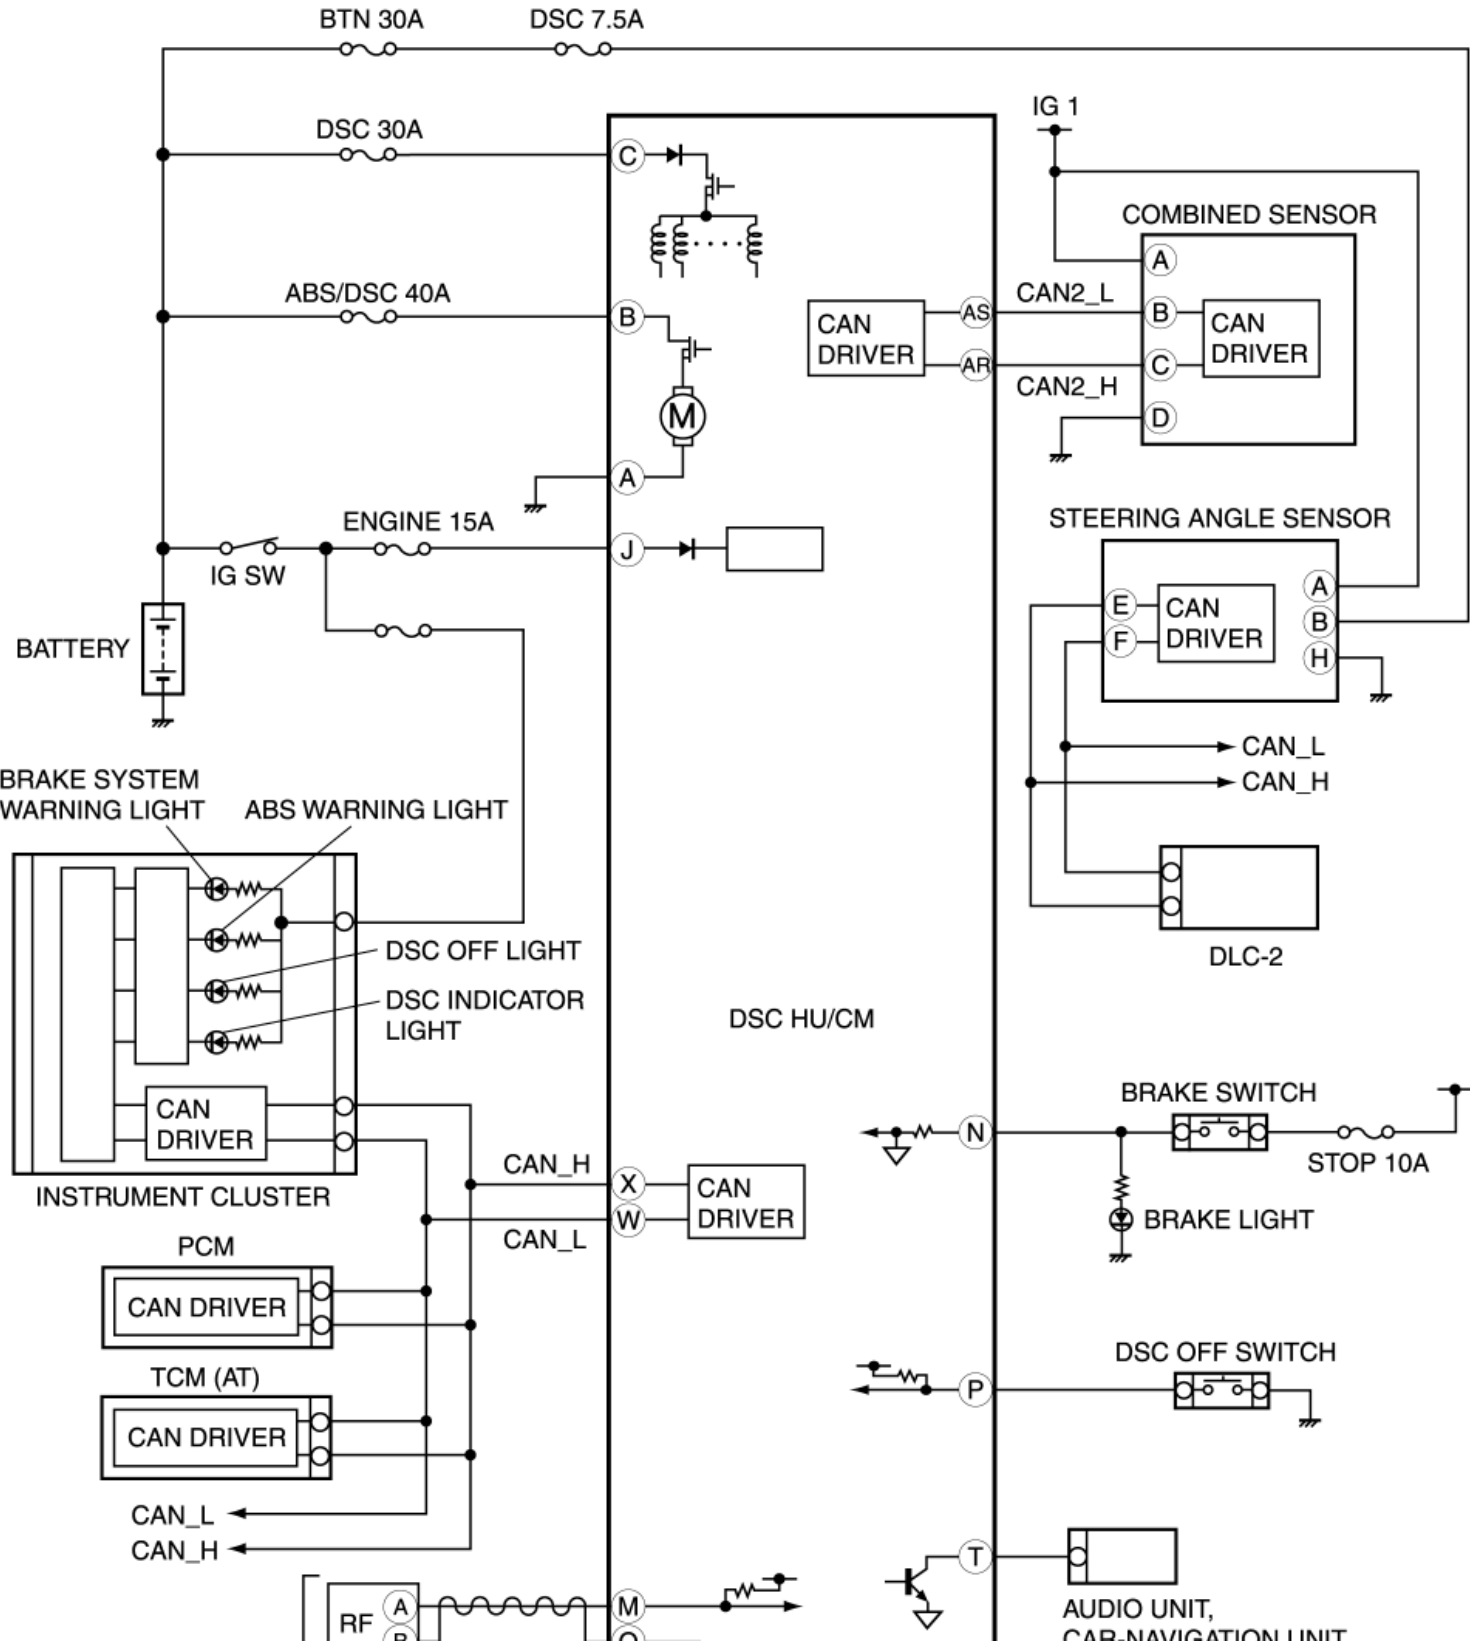 BTN 30A
DSC 7.5A
DSC 30A
IG 1
C
COMBINED SENSOR
A
ABS/DSC 40A
B
CAN
DRIVER
AS
AR
CAN2_L
CAN2_H
B
C
D
CAN
DRIVER
M
A
ENGINE 15A
IG SW
J
BATTERY
STEERING ANGLE SENSOR
E
F
CAN
DRIVER
A
B
H
CAN_L
CAN_H
DLC-2
BRAKE SYSTEM
WARNING LIGHT
ABS WARNING LIGHT
DSC OFF LIGHT
DSC INDICATOR
LIGHT
CAN
DRIVER
INSTRUMENT CLUSTER
DSC HU/CM
CAN_H
CAN_L
X
W
CAN
DRIVER
N
BRAKE SWITCH
STOP 10A
BRAKE LIGHT
PCM
CAN DRIVER
TCM (AT)
CAN DRIVER
CAN_L
CAN_H
P
DSC OFF SWITCH
T
AUDIO UNIT,
CAR-NAVIGATION UNIT
RF
A
M